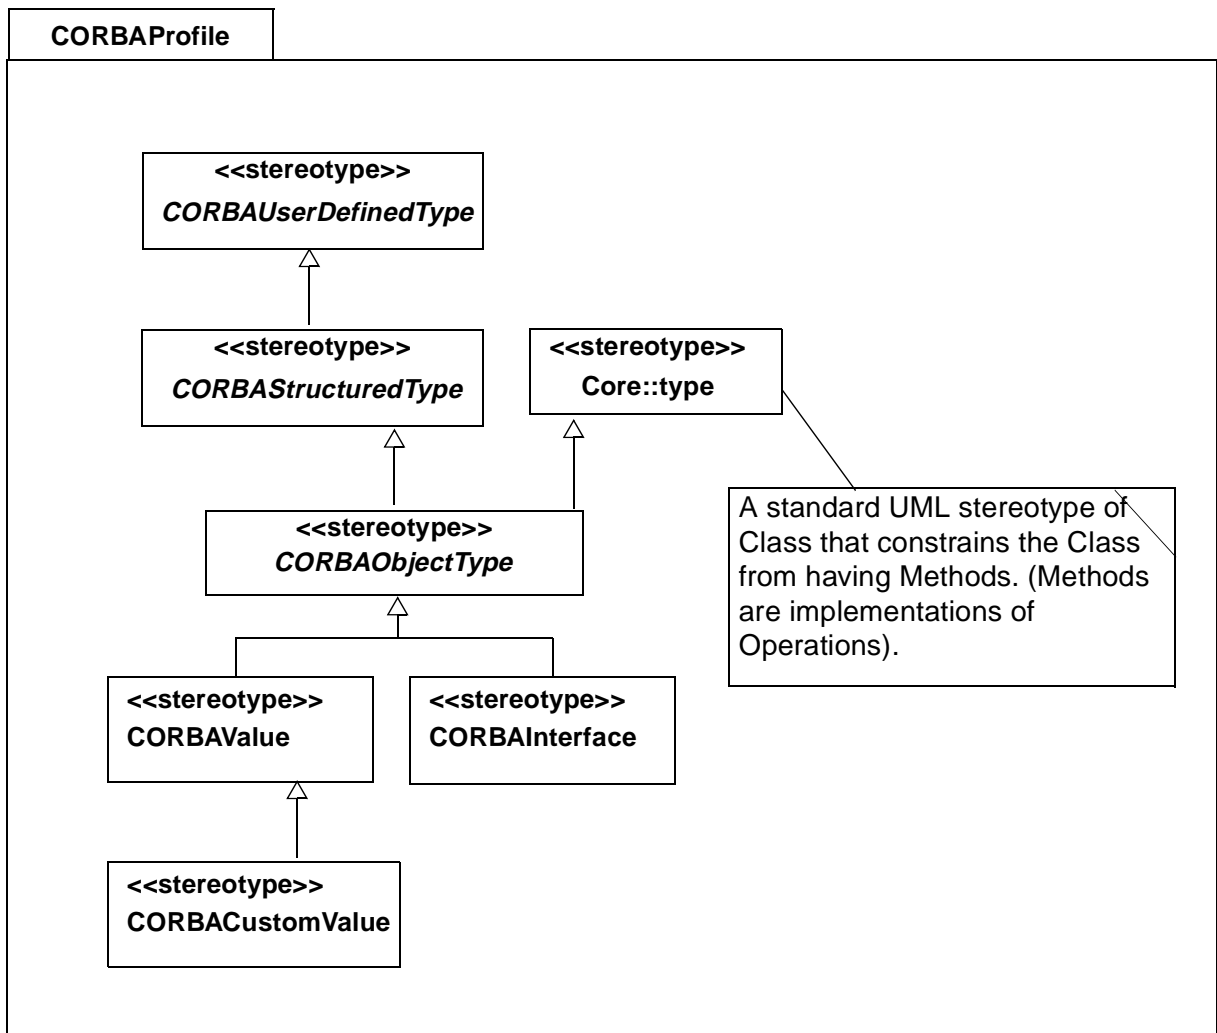 CORBAProfile
<<stereotype>>
CORBAUserDefinedType
<<stereotype>>
CORBAStructuredType
<<stereotype>>
Core::type
<<stereotype>>
CORBAObjectType
A standard UML stereotype of
Class that constrains the Class
from having Methods. (Methods
are implementations of
Operations).
<<stereotype>>
CORBAValue
<<stereotype>>
CORBAInterface
<<stereotype>>
CORBACustomValue